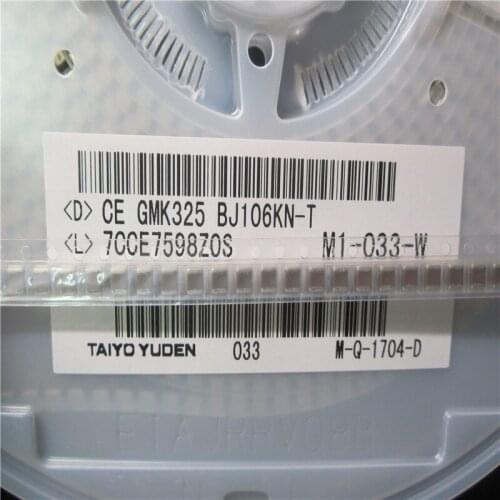 <D> CE GMK325 BJ106KN-T
<L> 7CCE7598Z0S M1-033-W
TAIYO YUDEN 033 M-Q-1704-D